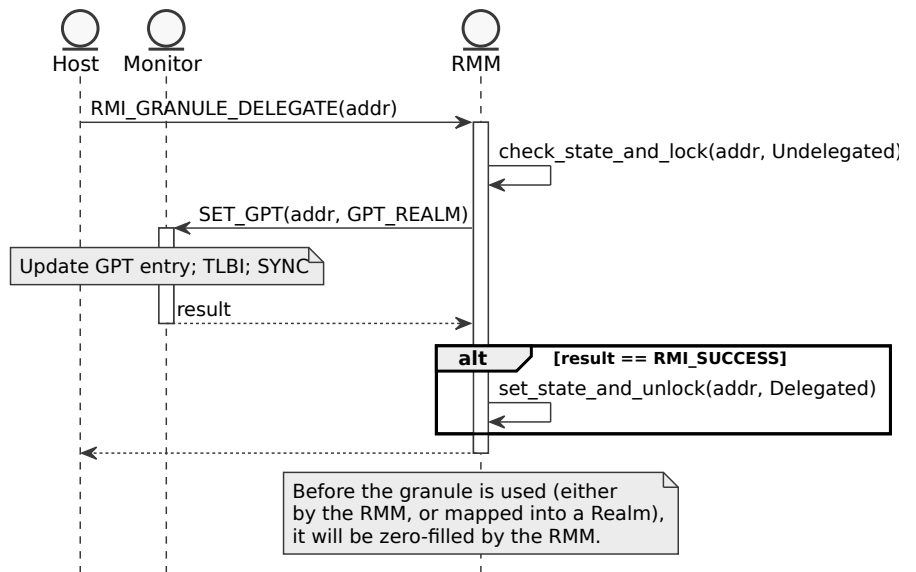 Host
Monitor
RMM
RMI_GRANULE_DELEGATE(addr)
check_state_and_lock(addr, Undelegated)
SET_GPT(addr, GPT_REALM)
Update GPT entry; TLBI; SYNC
result
alt
[result == RMI_SUCCESS]
set_state_and_unlock(addr, Delegated)
Before the granule is used (either
by the RMM, or mapped into a Realm),
it will be zero-filled by the RMM.